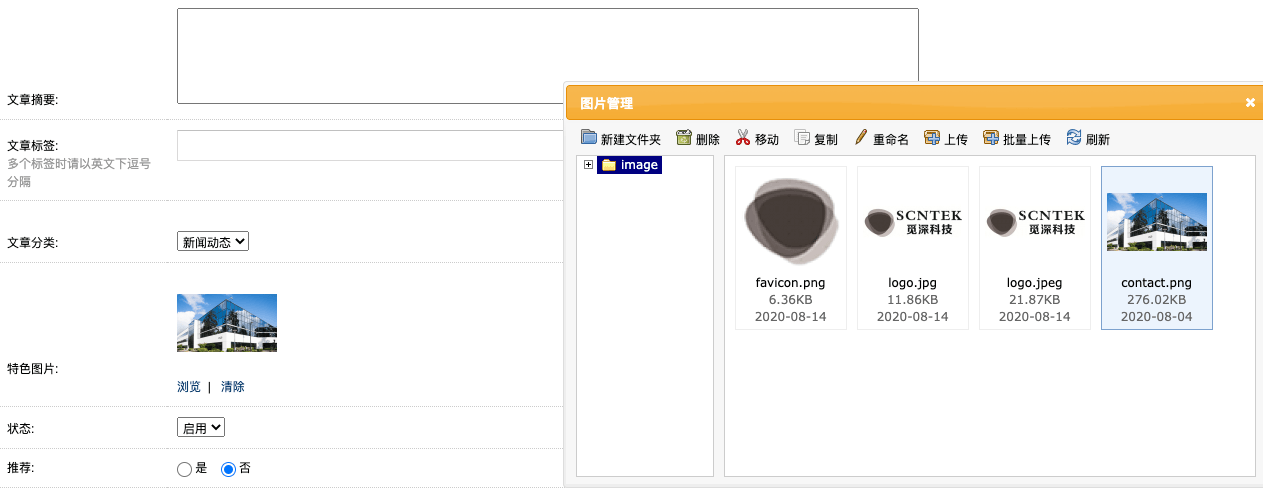 文章摘要:
文章标签:
多个标签时请以英文下逗号
分隔
文章分类:
新闻动态
特色图片:
浏览 | 清除
状态:
启用
推荐:
是 否
图片管理
新建文件夹 删除 移动 复制 重命名 上传 批量上传 刷新
image
SCNTEK
觅深科技
SCNTEK
觅深科技
favicon.png
6.36KB
2020-08-14
logo.jpg
11.86KB
2020-08-14
logo.jpeg
21.87KB
2020-08-14
contact.png
276.02KB
2020-08-04